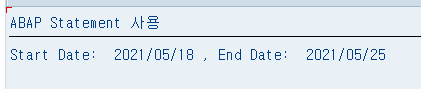 ABAP Statement 사용
Start Date:  2021/05/18 , End Date:  2021/05/25